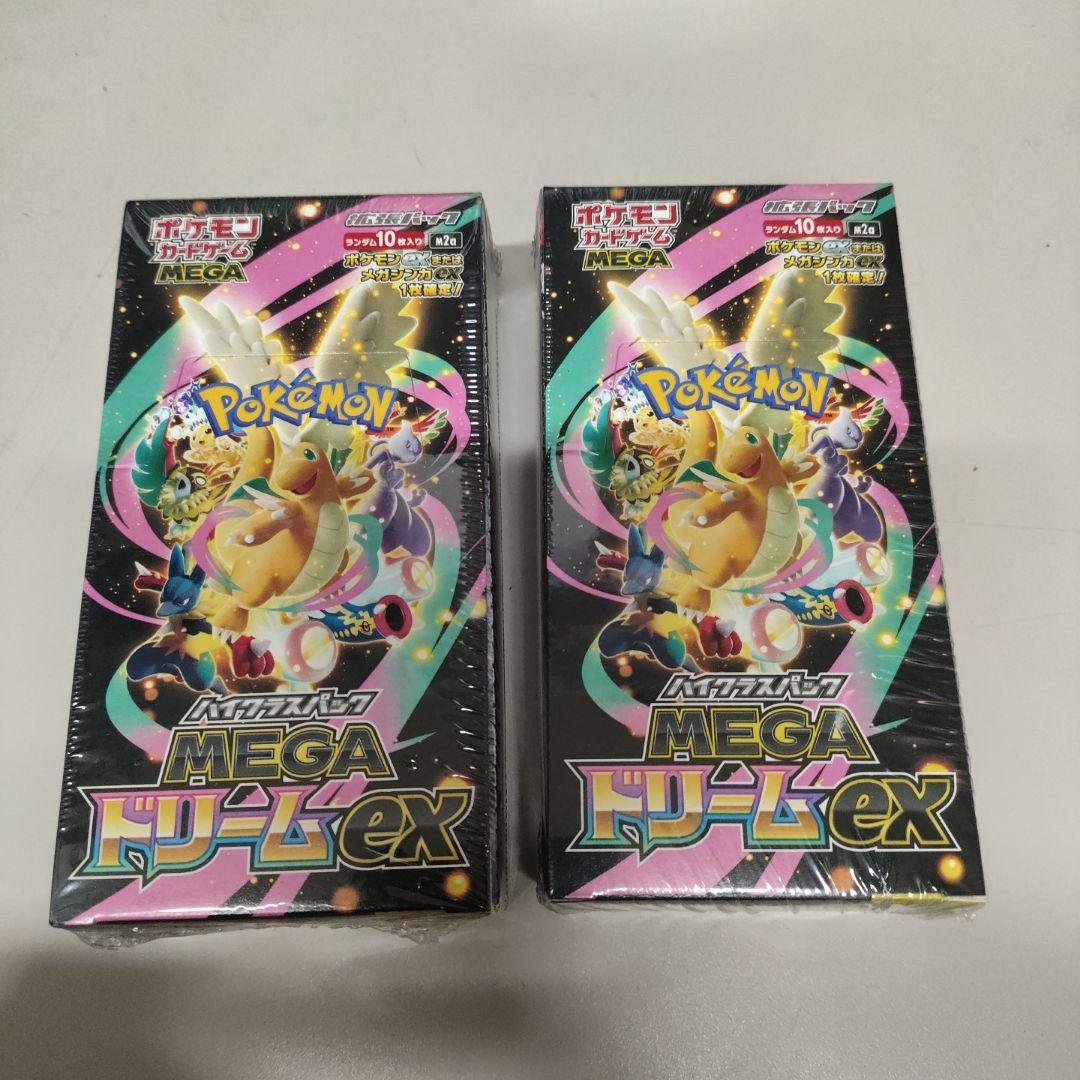 ポケモン
カードゲーム
MEGA
拡張パック
ランダム10枚入り
M2a
ポケモンexまたは
メガシンカex
1枚確定!
POKéMON
ハイクラスパック
MEGA
ドリームex
ポケモン
カードゲーム
MEGA
拡張パック
ランダム10枚入り
M2a
ポケモンexまたは
メガシンカex
1枚確定!
POKéMON
ハイクラスパック
MEGA
ドリームex